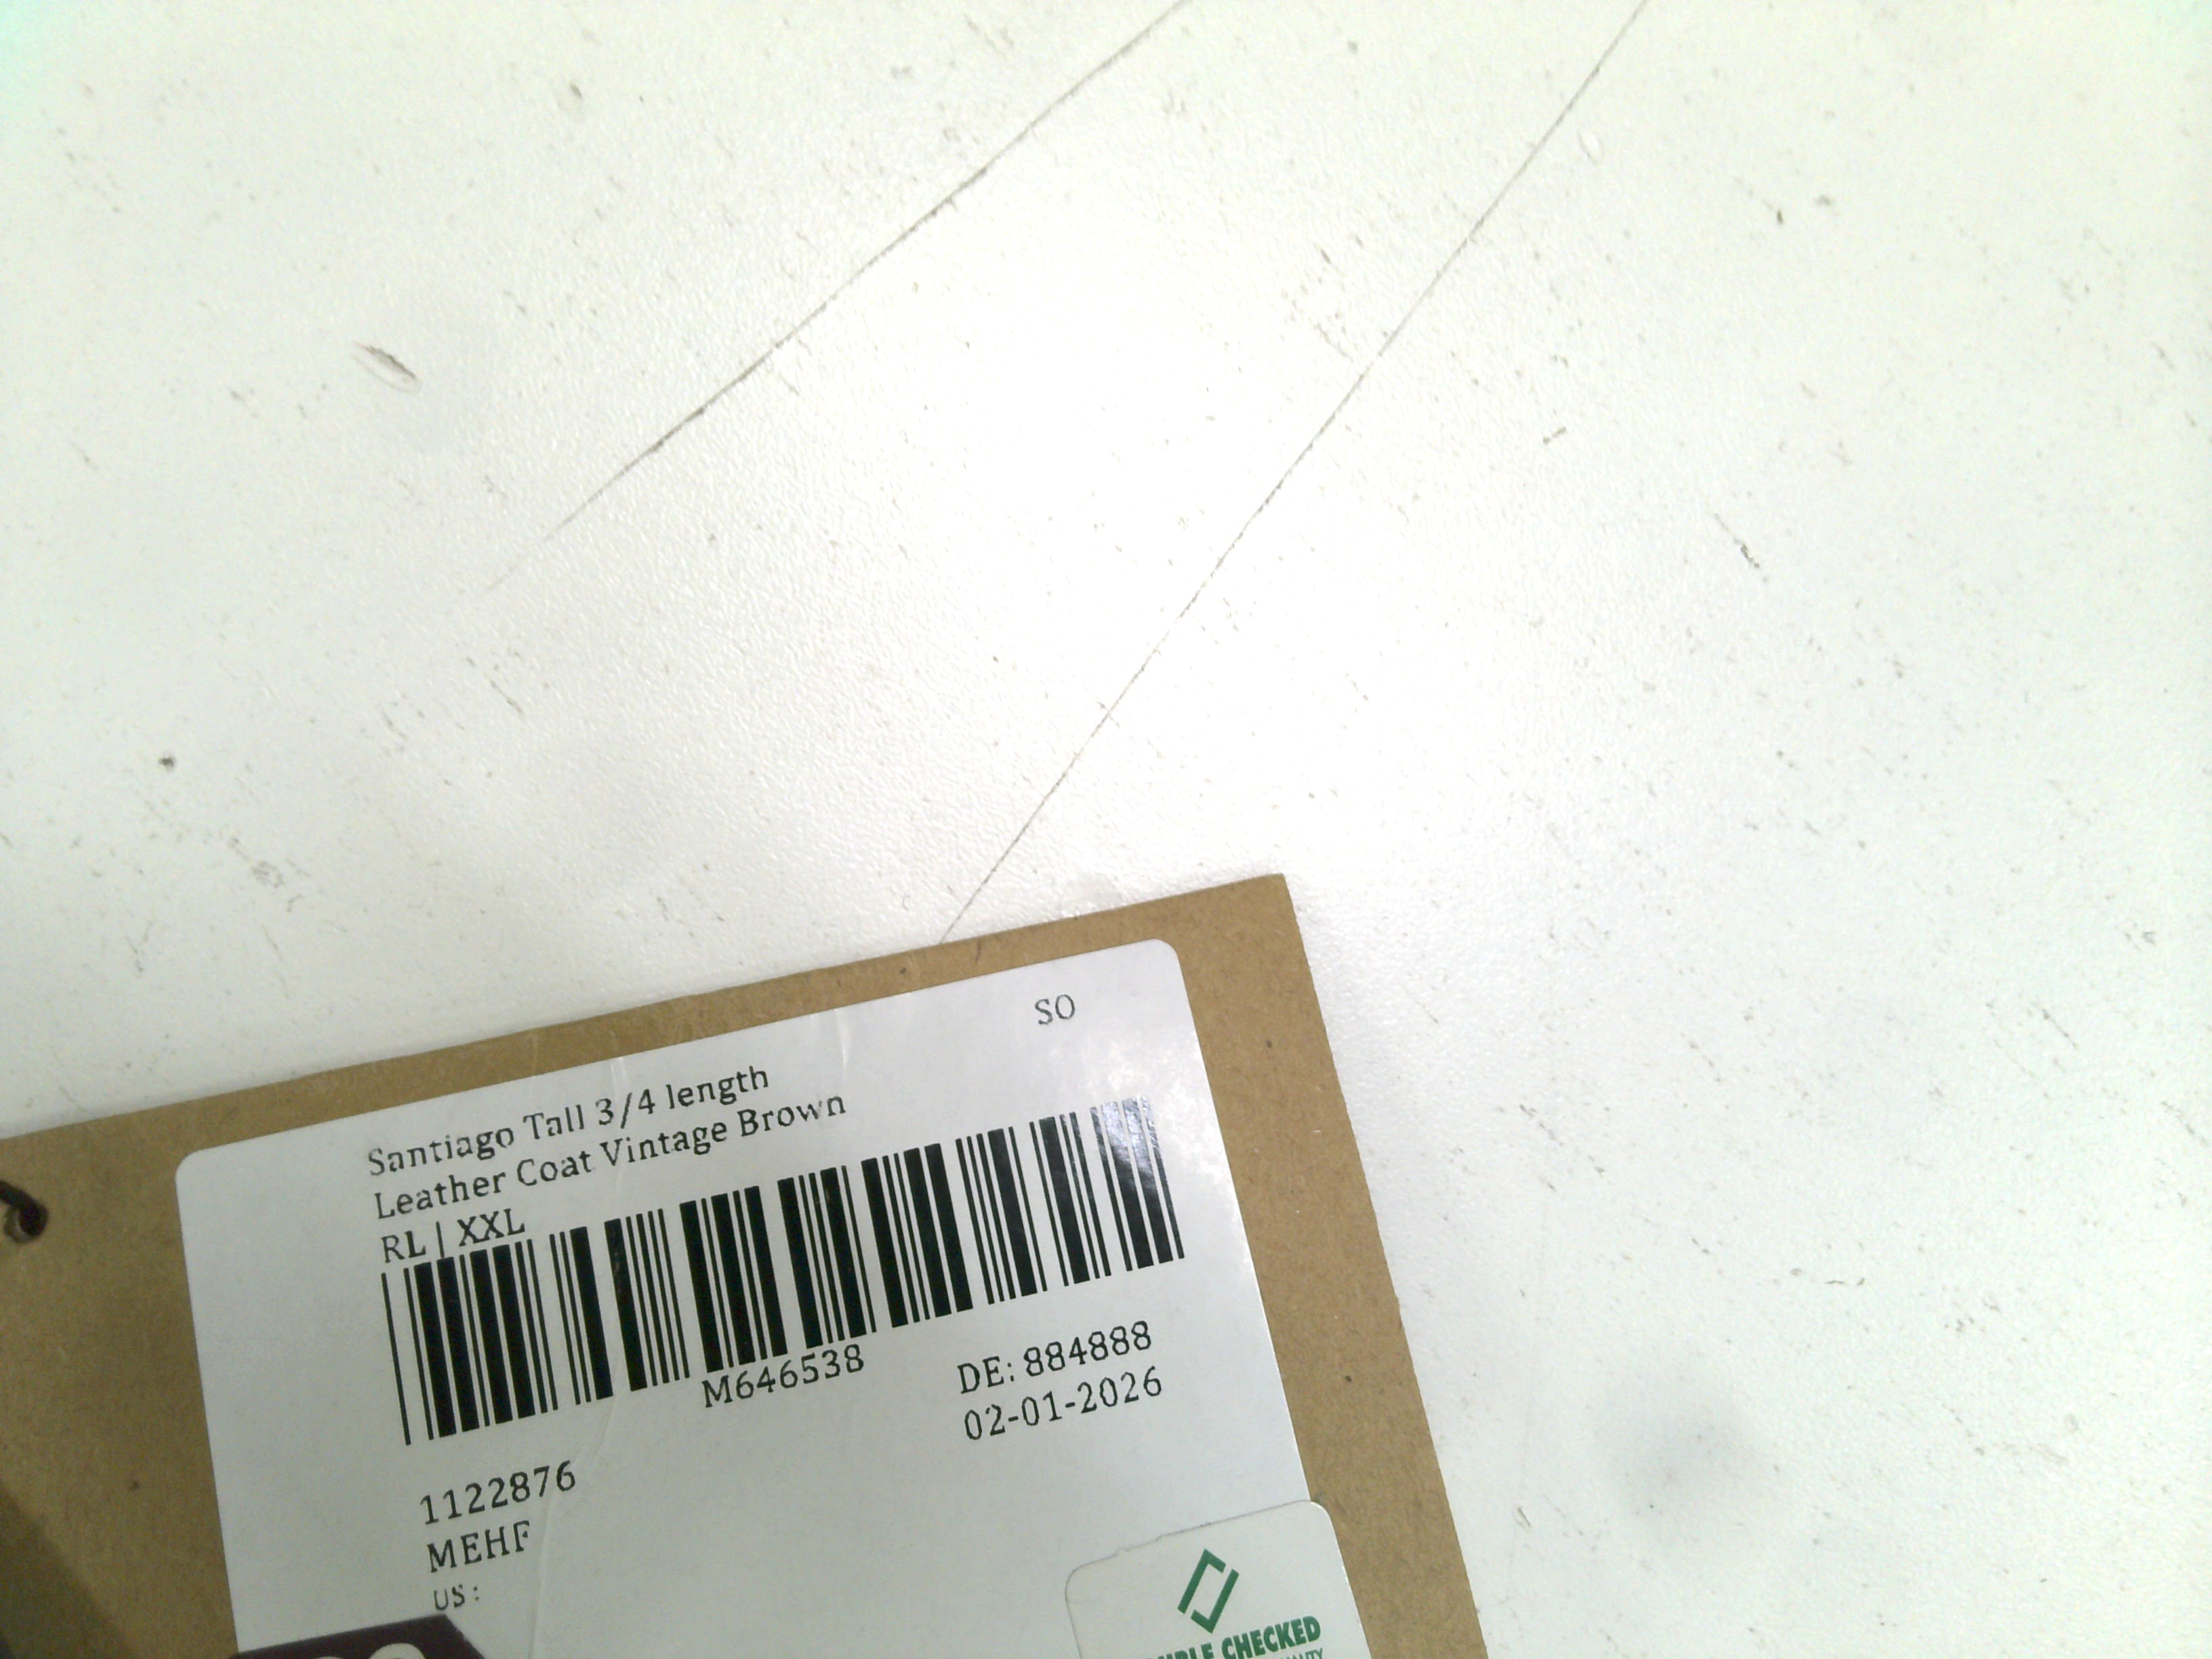 SO
Santiago Tall 3/4 length
Leather Coat Vintage Brown
RL | XXL
M646538
DE: 884888
02-01-2026
1122876
MEHF
US :
CHECKED